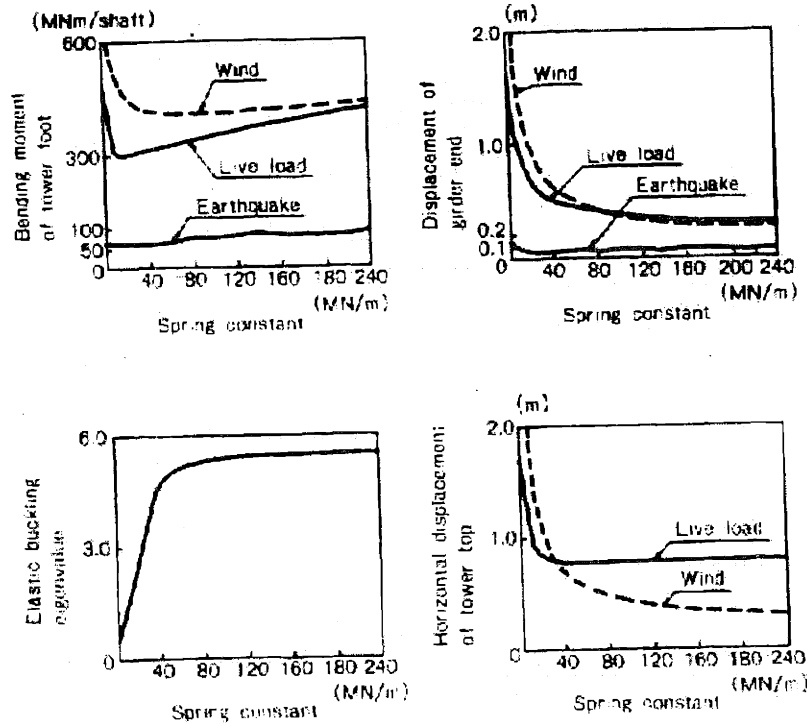 (MNm/shaft)
600
300
100
50
0
Bending moment
of tower foot
Wind
Live load
Earthquake
40 80 120 160 200 240
(MN/m)
Spring constant
(m)
2.0
1.0
0.2
0.1
0
Displacement of
girder end
Wind
Live load
Earthquake
40 80 120 160 200 240
(MN/m)
Spring constant
6.0
3.0
0
Elastic buckling
eigenvalue
40 80 120 160 200 240
(MN/m)
Spring constant
(m)
2.0
1.0
0
Horizontal displacement
of tower top
Live load
Wind
40 80 120 160 180 240
(MN/m)
Spring constant